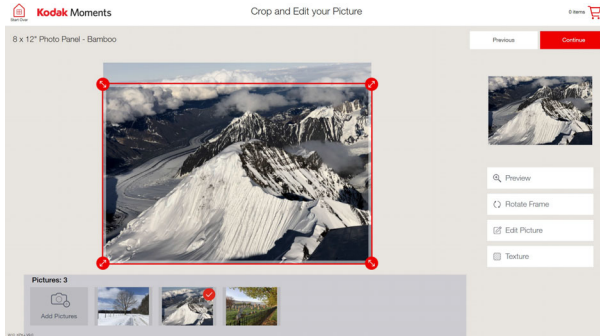 Start Over
Kodak Moments
Crop and Edit your Picture
0 items
8 x 12" Photo Panel - Bamboo
Previous
Continue
Preview
Rotate Frame
Edit Picture
Texture
Pictures: 3
Add Pictures